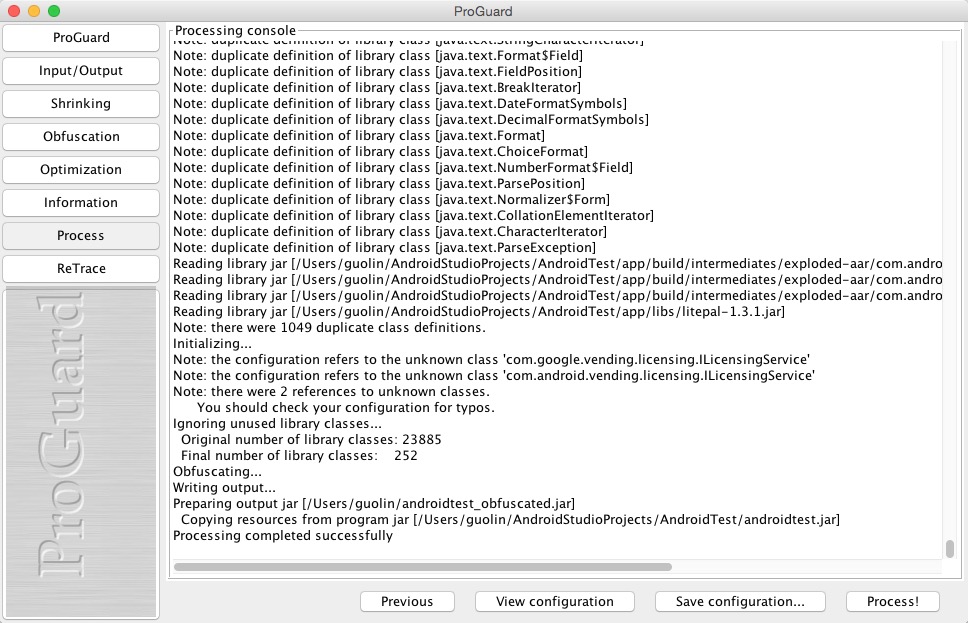 ProGuard
ProGuard
Input/Output
Shrinking
Obfuscation
Optimization
Information
Process
ReTrace
ProGuard
Processing console
Note: duplicate definition of library class [java.text.StringCharacterIterator]
Note: duplicate definition of library class [java.text.Format$Field]
Note: duplicate definition of library class [java.text.FieldPosition]
Note: duplicate definition of library class [java.text.BreakIterator]
Note: duplicate definition of library class [java.text.DateFormatSymbols]
Note: duplicate definition of library class [java.text.DecimalFormatSymbols]
Note: duplicate definition of library class [java.text.Format]
Note: duplicate definition of library class [java.text.ChoiceFormat]
Note: duplicate definition of library class [java.text.NumberFormat$Field]
Note: duplicate definition of library class [java.text.ParsePosition]
Note: duplicate definition of library class [java.text.Normalizer$Form]
Note: duplicate definition of library class [java.text.CollationElementIterator]
Note: duplicate definition of library class [java.text.CharacterIterator]
Note: duplicate definition of library class [java.text.ParseException]
Reading library jar [/Users/guolin/AndroidStudioProjects/AndroidTest/app/build/intermediates/exploded-aar/com.andro
Reading library jar [/Users/guolin/AndroidStudioProjects/AndroidTest/app/build/intermediates/exploded-aar/com.andro
Reading library jar [/Users/guolin/AndroidStudioProjects/AndroidTest/app/build/intermediates/exploded-aar/com.andro
Reading library jar [/Users/guolin/AndroidStudioProjects/AndroidTest/app/libs/litepal-1.3.1.jar]
Note: there were 1049 duplicate class definitions.
Initializing...
Note: the configuration refers to the unknown class 'com.google.vending.licensing.ILicensingService'
Note: the configuration refers to the unknown class 'com.android.vending.licensing.ILicensingService'
Note: there were 2 references to unknown classes.
You should check your configuration for typos.
Ignoring unused library classes...
Original number of library classes: 23885
Final number of library classes: 252
Obfuscating...
Writing output...
Preparing output jar [/Users/guolin/androidtest_obfuscated.jar]
Copying resources from program jar [/Users/guolin/AndroidStudioProjects/AndroidTest/androidtest.jar]
Processing completed successfully
Previous
View configuration
Save configuration...
Process!